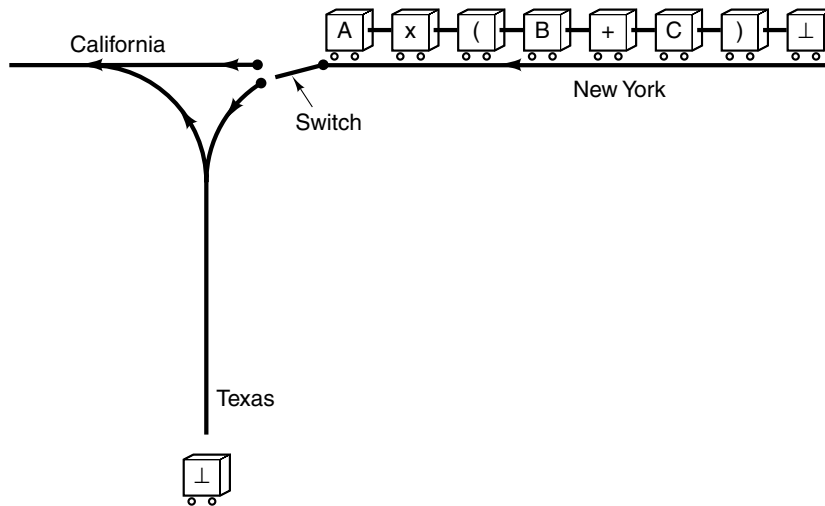 A x ( B + C ) ⊥
California
New York
Switch
Texas
⊥